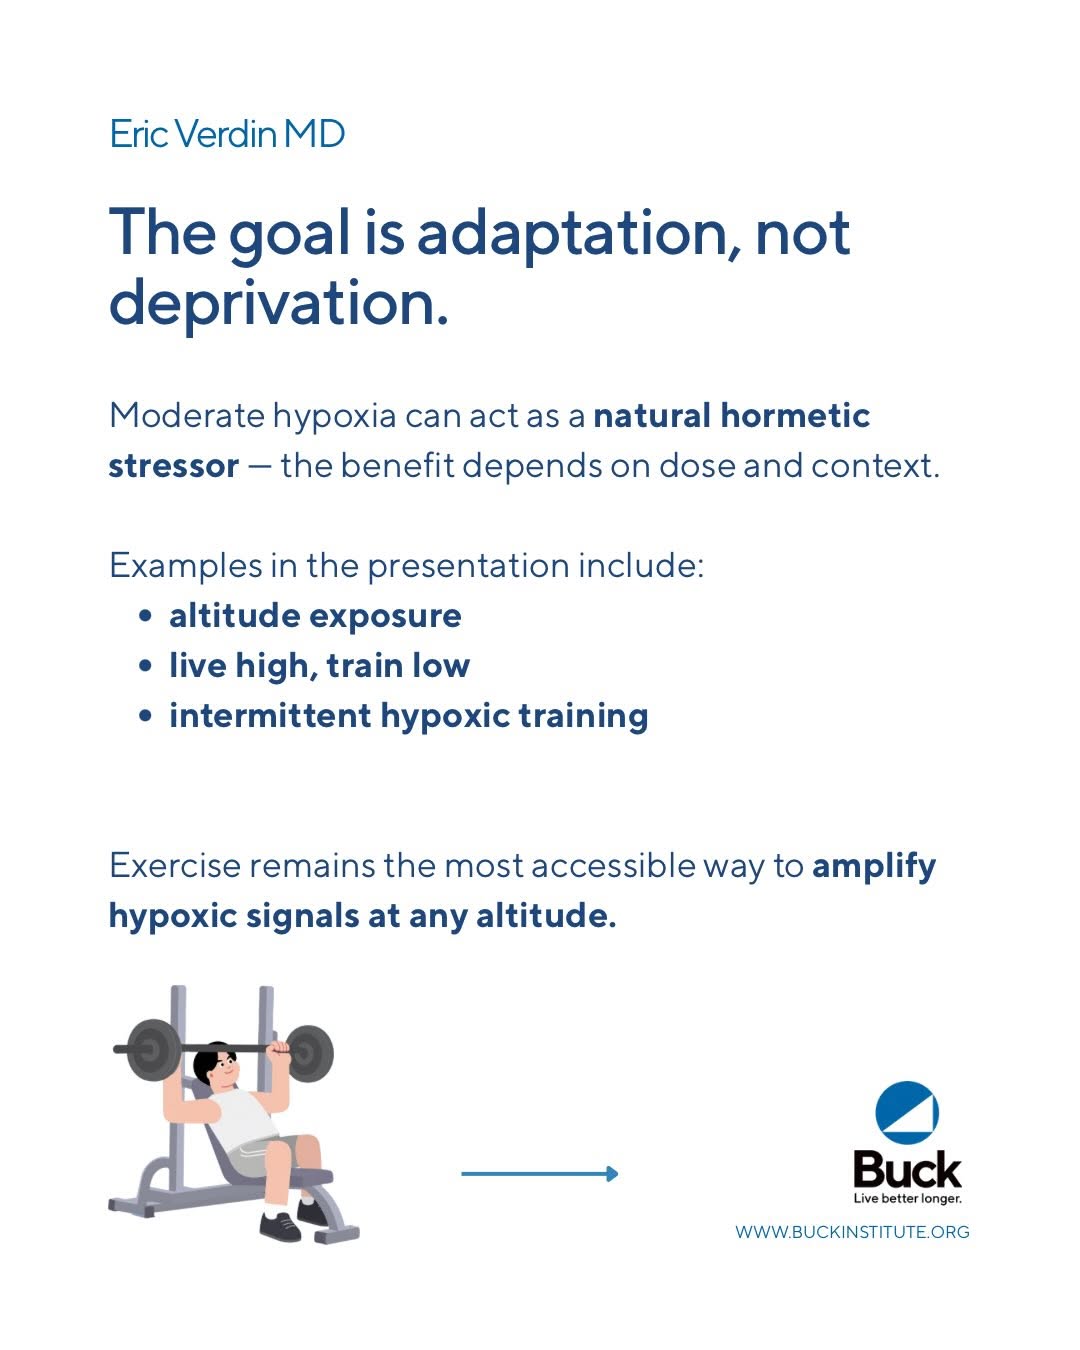 Eric Verdin MD
The goal is adaptation, not
deprivation.
Moderate hypoxia can act as a natural hormetic
stressor — the benefit depends on dose and context.
Examples in the presentation include:
• altitude exposure
• live high, train low
• intermittent hypoxic training
Exercise remains the most accessible way to amplify
hypoxic signals at any altitude.
Buck
Live better longer.
WWW.BUCKINSTITUTE.ORG